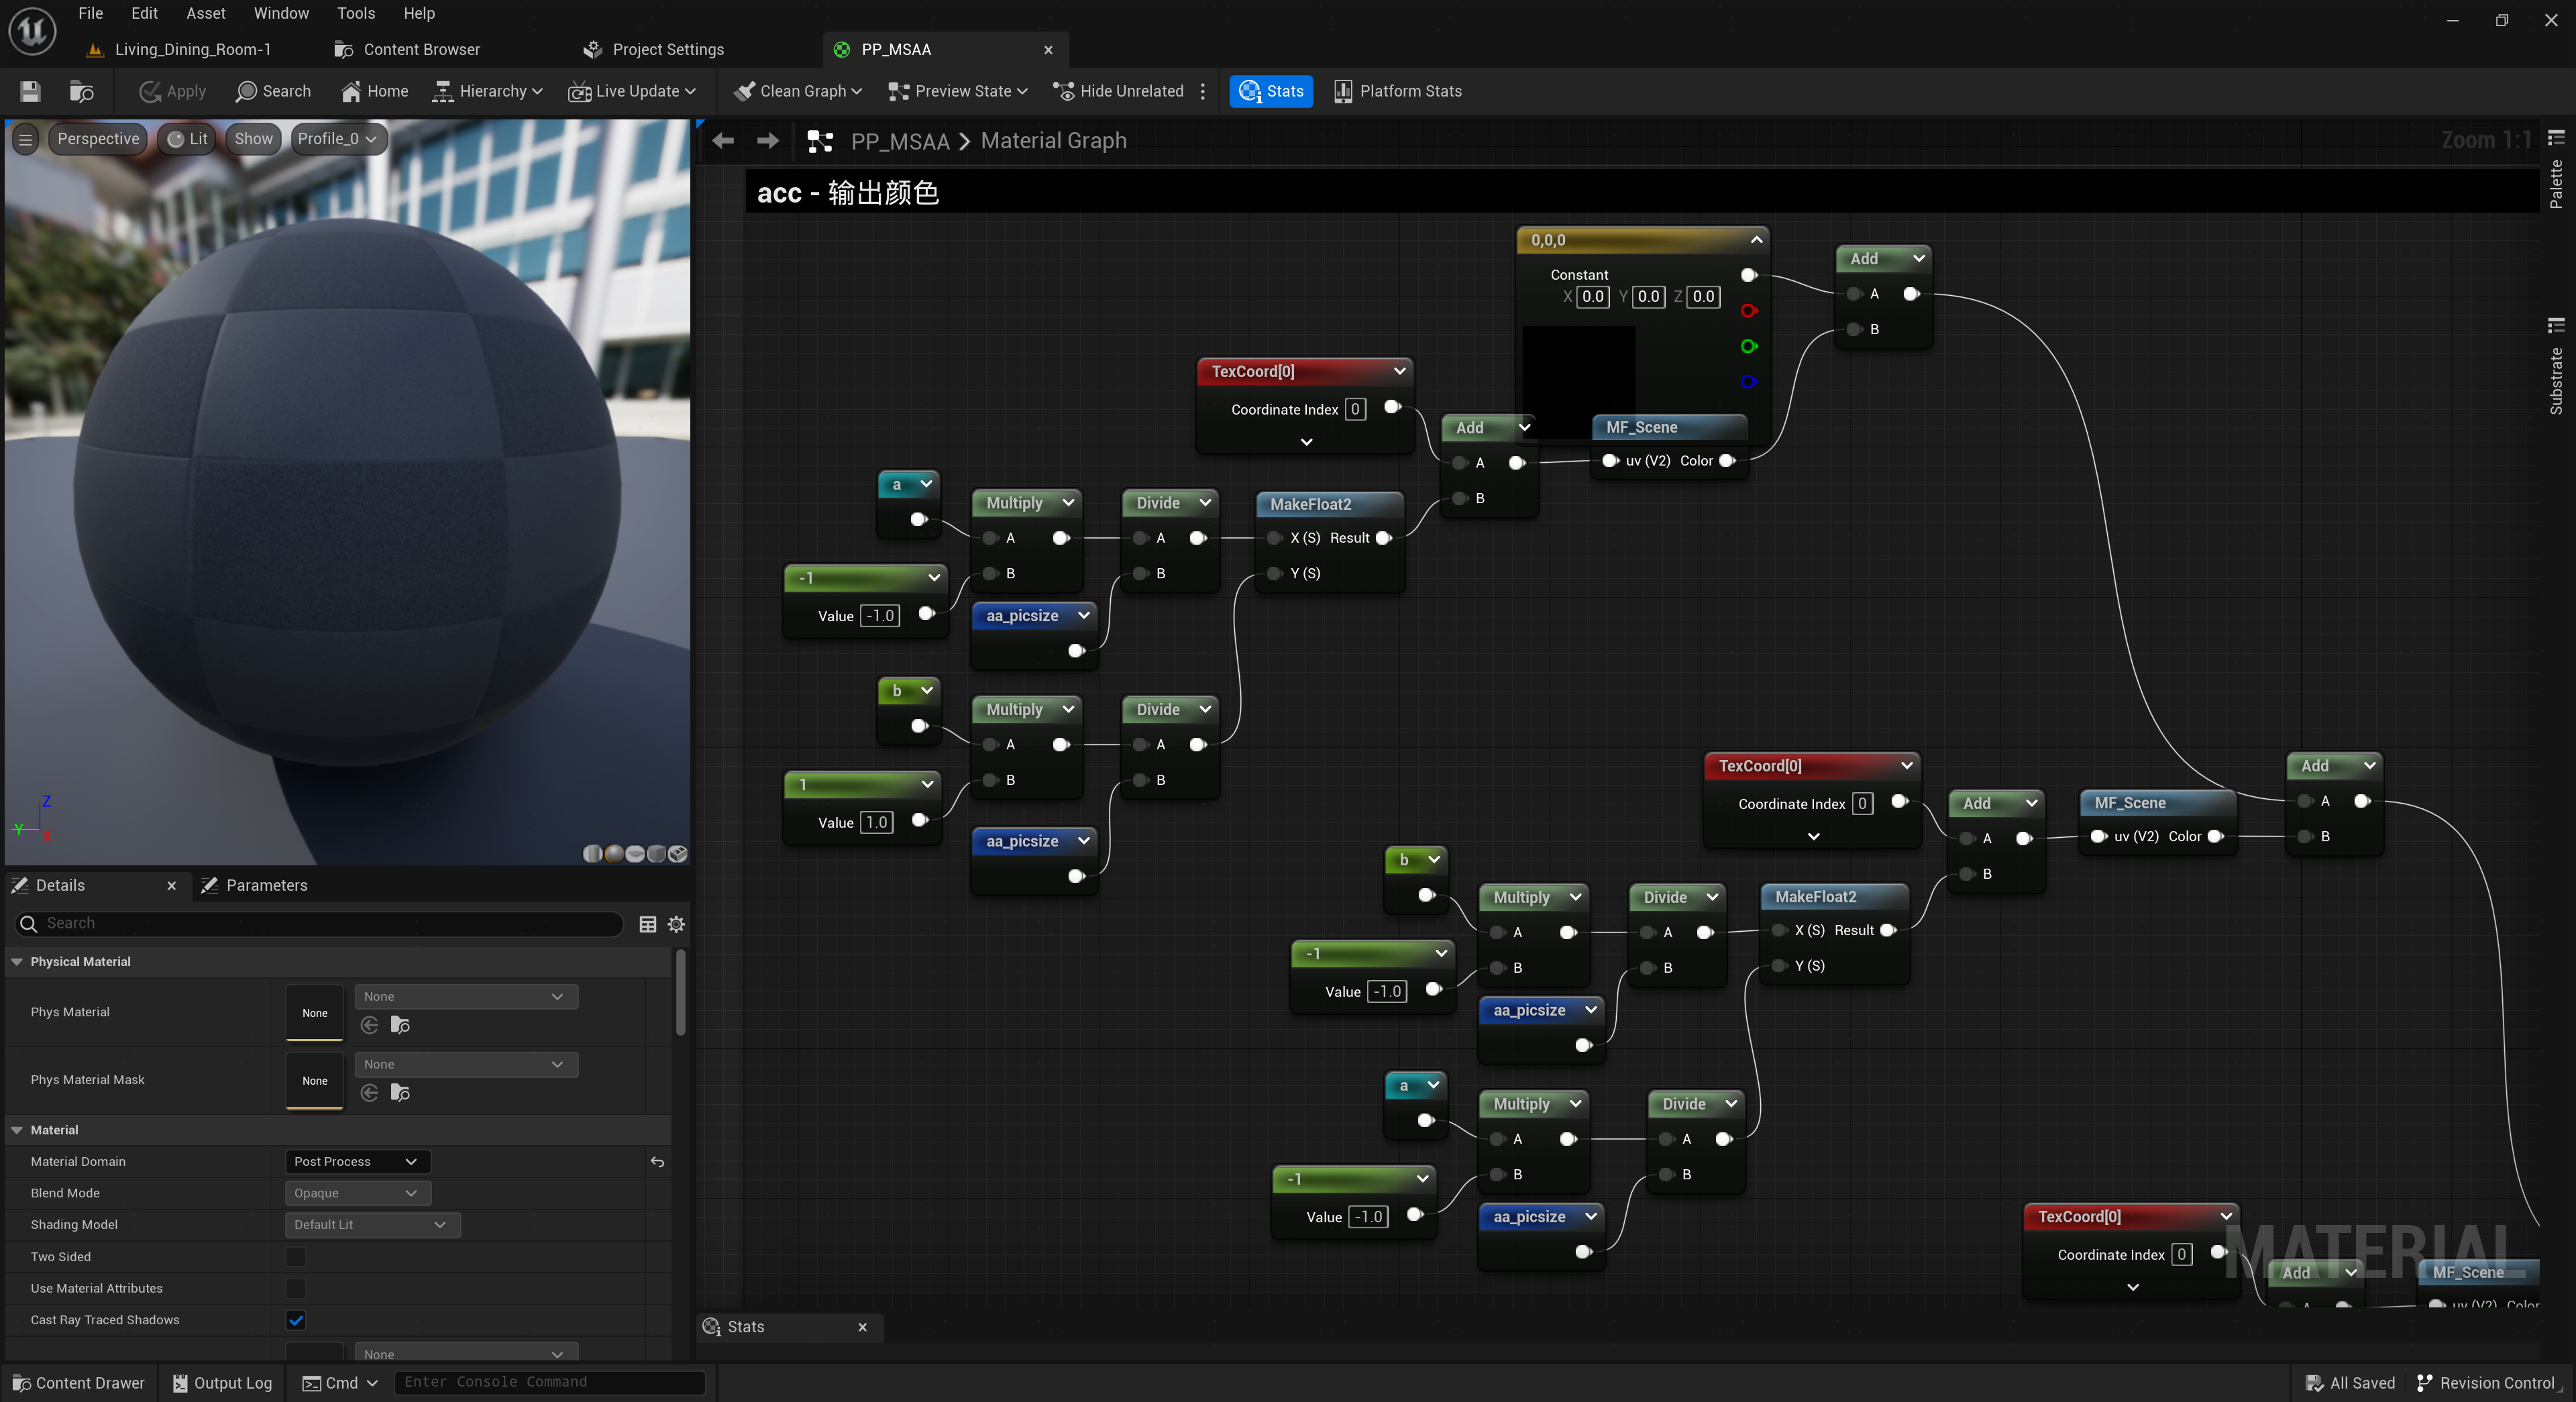 File Edit Asset Window Tools Help
Living_Dining_Room-1 Content Browser Project Settings PP_MSAA
Apply Search Home Hierarchy Live Update Clean Graph Preview State Hide Unrelated Stats Platform Stats
Perspective Lit Show Profile_0
PP_MSAA > Material Graph Zoom 1:1
Palette
Substrate
acc - 输出颜色
0,0,0
Constant
X 0.0 Y 0.0 Z 0.0
Add
A
B
TexCoord[0]
Coordinate Index 0
Add
A
B
MF_Scene
uv (V2) Color
a
Multiply
A
B
Divide
A
B
MakeFloat2
X (S) Result
Y (S)
-1
Value -1.0
aa_picsize
b
Multiply
A
B
Divide
A
B
1
Value 1.0
aa_picsize
TexCoord[0]
Coordinate Index 0
Add
A
B
MF_Scene
uv (V2) Color
Add
A
B
b
Multiply
A
B
Divide
A
B
MakeFloat2
X (S) Result
Y (S)
-1
Value -1.0
aa_picsize
a
Multiply
A
B
Divide
A
B
-1
Value -1.0
aa_picsize
TexCoord[0]
Coordinate Index 0
Add
A
MF_Scene
uv (V2) Color
MATERIAL
Z
Y
X
Details Parameters
Search
Physical Material
Phys Material None None
Phys Material Mask None None
Material
Material Domain Post Process
Blend Mode Opaque
Shading Model Default Lit
Two Sided
Use Material Attributes
Cast Ray Traced Shadows
None
Stats
Content Drawer Output Log Cmd Enter Console Command All Saved Revision Control